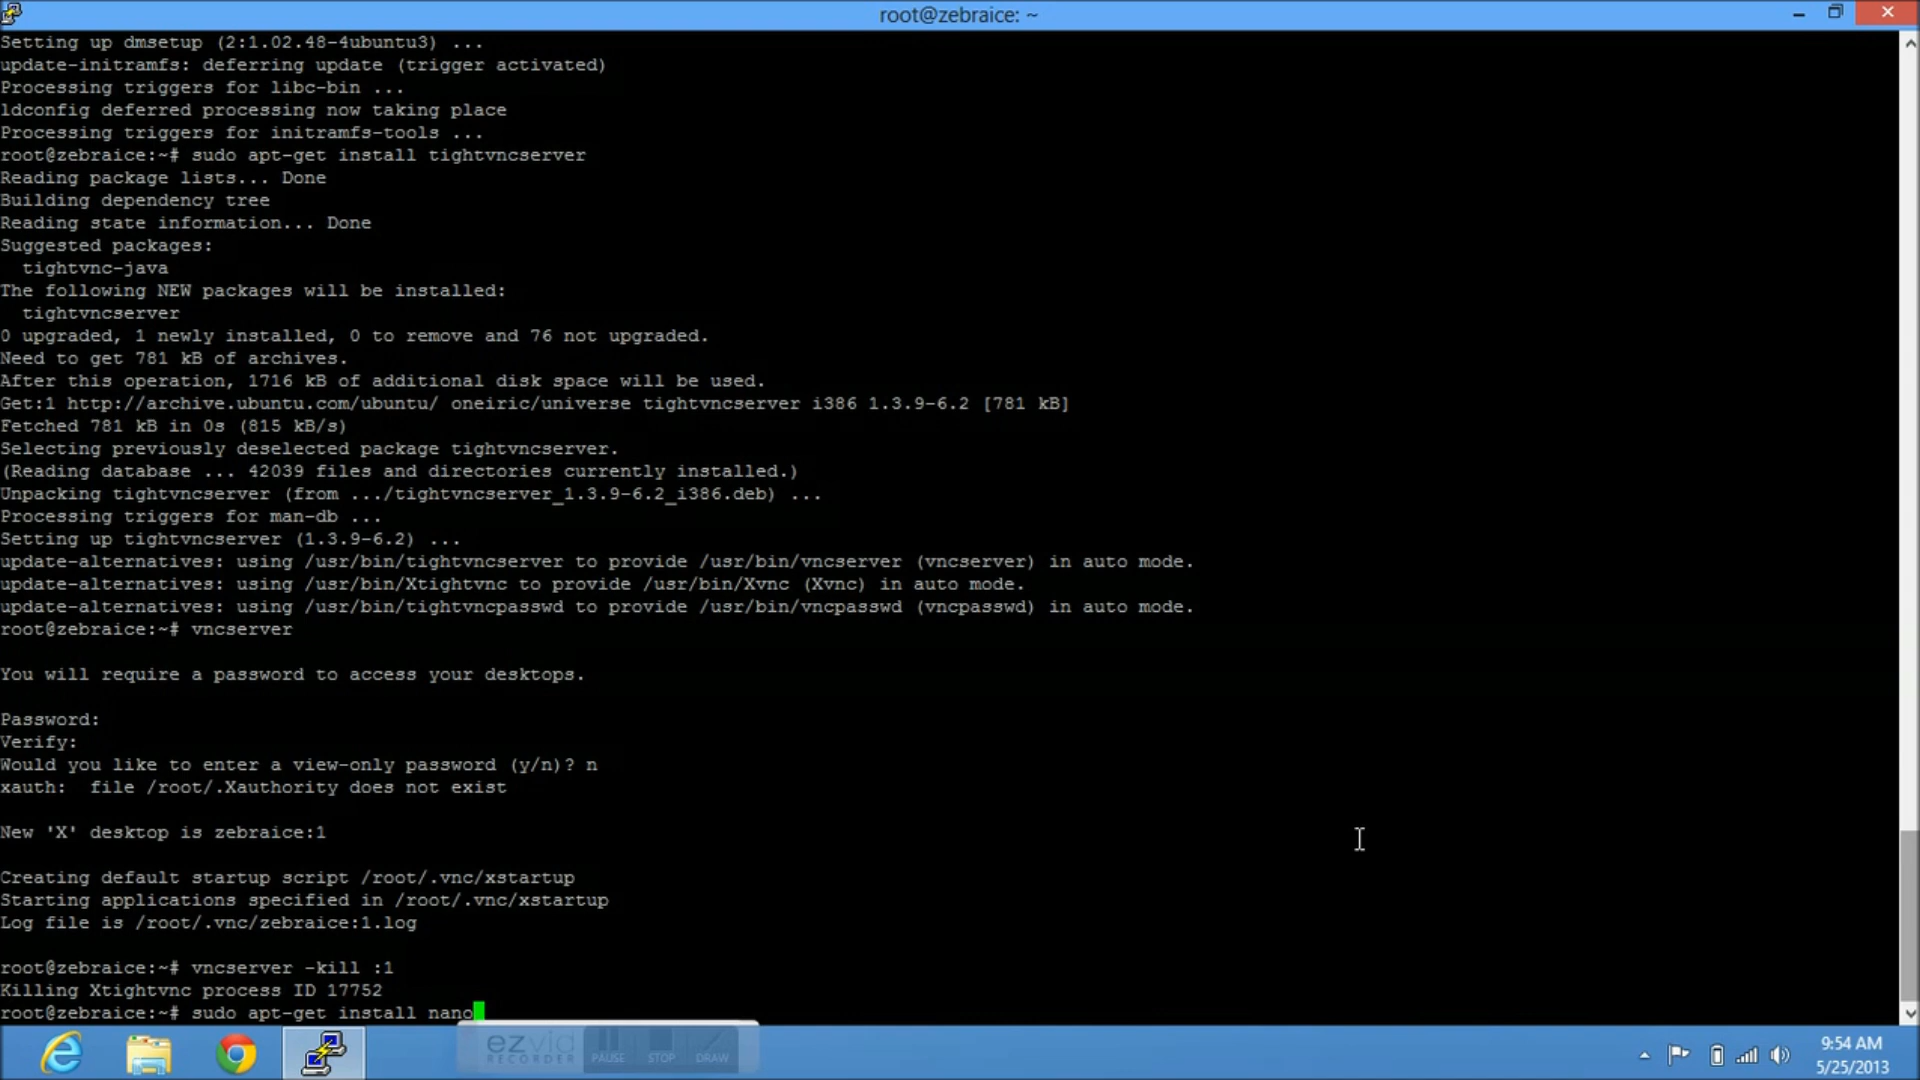 root@zebraice: ~
Setting up dmsetup (2:1.02.48-4ubuntu3) ...
update-initramfs: deferring update (trigger activated)
Processing triggers for libc-bin ...
ldconfig deferred processing now taking place
Processing triggers for initramfs-tools ...
root@zebraice:~# sudo apt-get install tightvncserver
Reading package lists... Done
Building dependency tree
Reading state information... Done
Suggested packages:
  tightvnc-java
The following NEW packages will be installed:
  tightvncserver
0 upgraded, 1 newly installed, 0 to remove and 76 not upgraded.
Need to get 781 kB of archives.
After this operation, 1716 kB of additional disk space will be used.
Get:1 http://archive.ubuntu.com/ubuntu/ oneiric/universe tightvncserver i386 1.3.9-6.2 [781 kB]
Fetched 781 kB in 0s (815 kB/s)
Selecting previously deselected package tightvncserver.
(Reading database ... 42039 files and directories currently installed.)
Unpacking tightvncserver (from .../tightvncserver_1.3.9-6.2_i386.deb) ...
Processing triggers for man-db ...
Setting up tightvncserver (1.3.9-6.2) ...
update-alternatives: using /usr/bin/tightvncserver to provide /usr/bin/vncserver (vncserver) in auto mode.
update-alternatives: using /usr/bin/Xtightvnc to provide /usr/bin/Xvnc (Xvnc) in auto mode.
update-alternatives: using /usr/bin/tightvncpasswd to provide /usr/bin/vncpasswd (vncpasswd) in auto mode.
root@zebraice:~# vncserver
You will require a password to access your desktops.
Password:
Verify:
Would you like to enter a view-only password (y/n)? n
xauth:  file /root/.Xauthority does not exist
New 'X' desktop is zebraice:1
Creating default startup script /root/.vnc/xstartup
Starting applications specified in /root/.vnc/xstartup
Log file is /root/.vnc/zebraice:1.log
root@zebraice:~# vncserver -kill :1
Killing Xtightvnc process ID 17752
root@zebraice:~# sudo apt-get install nano
ezvid
RECORDER
PAUSE
STOP
DRAW
9:54 AM
5/25/2013